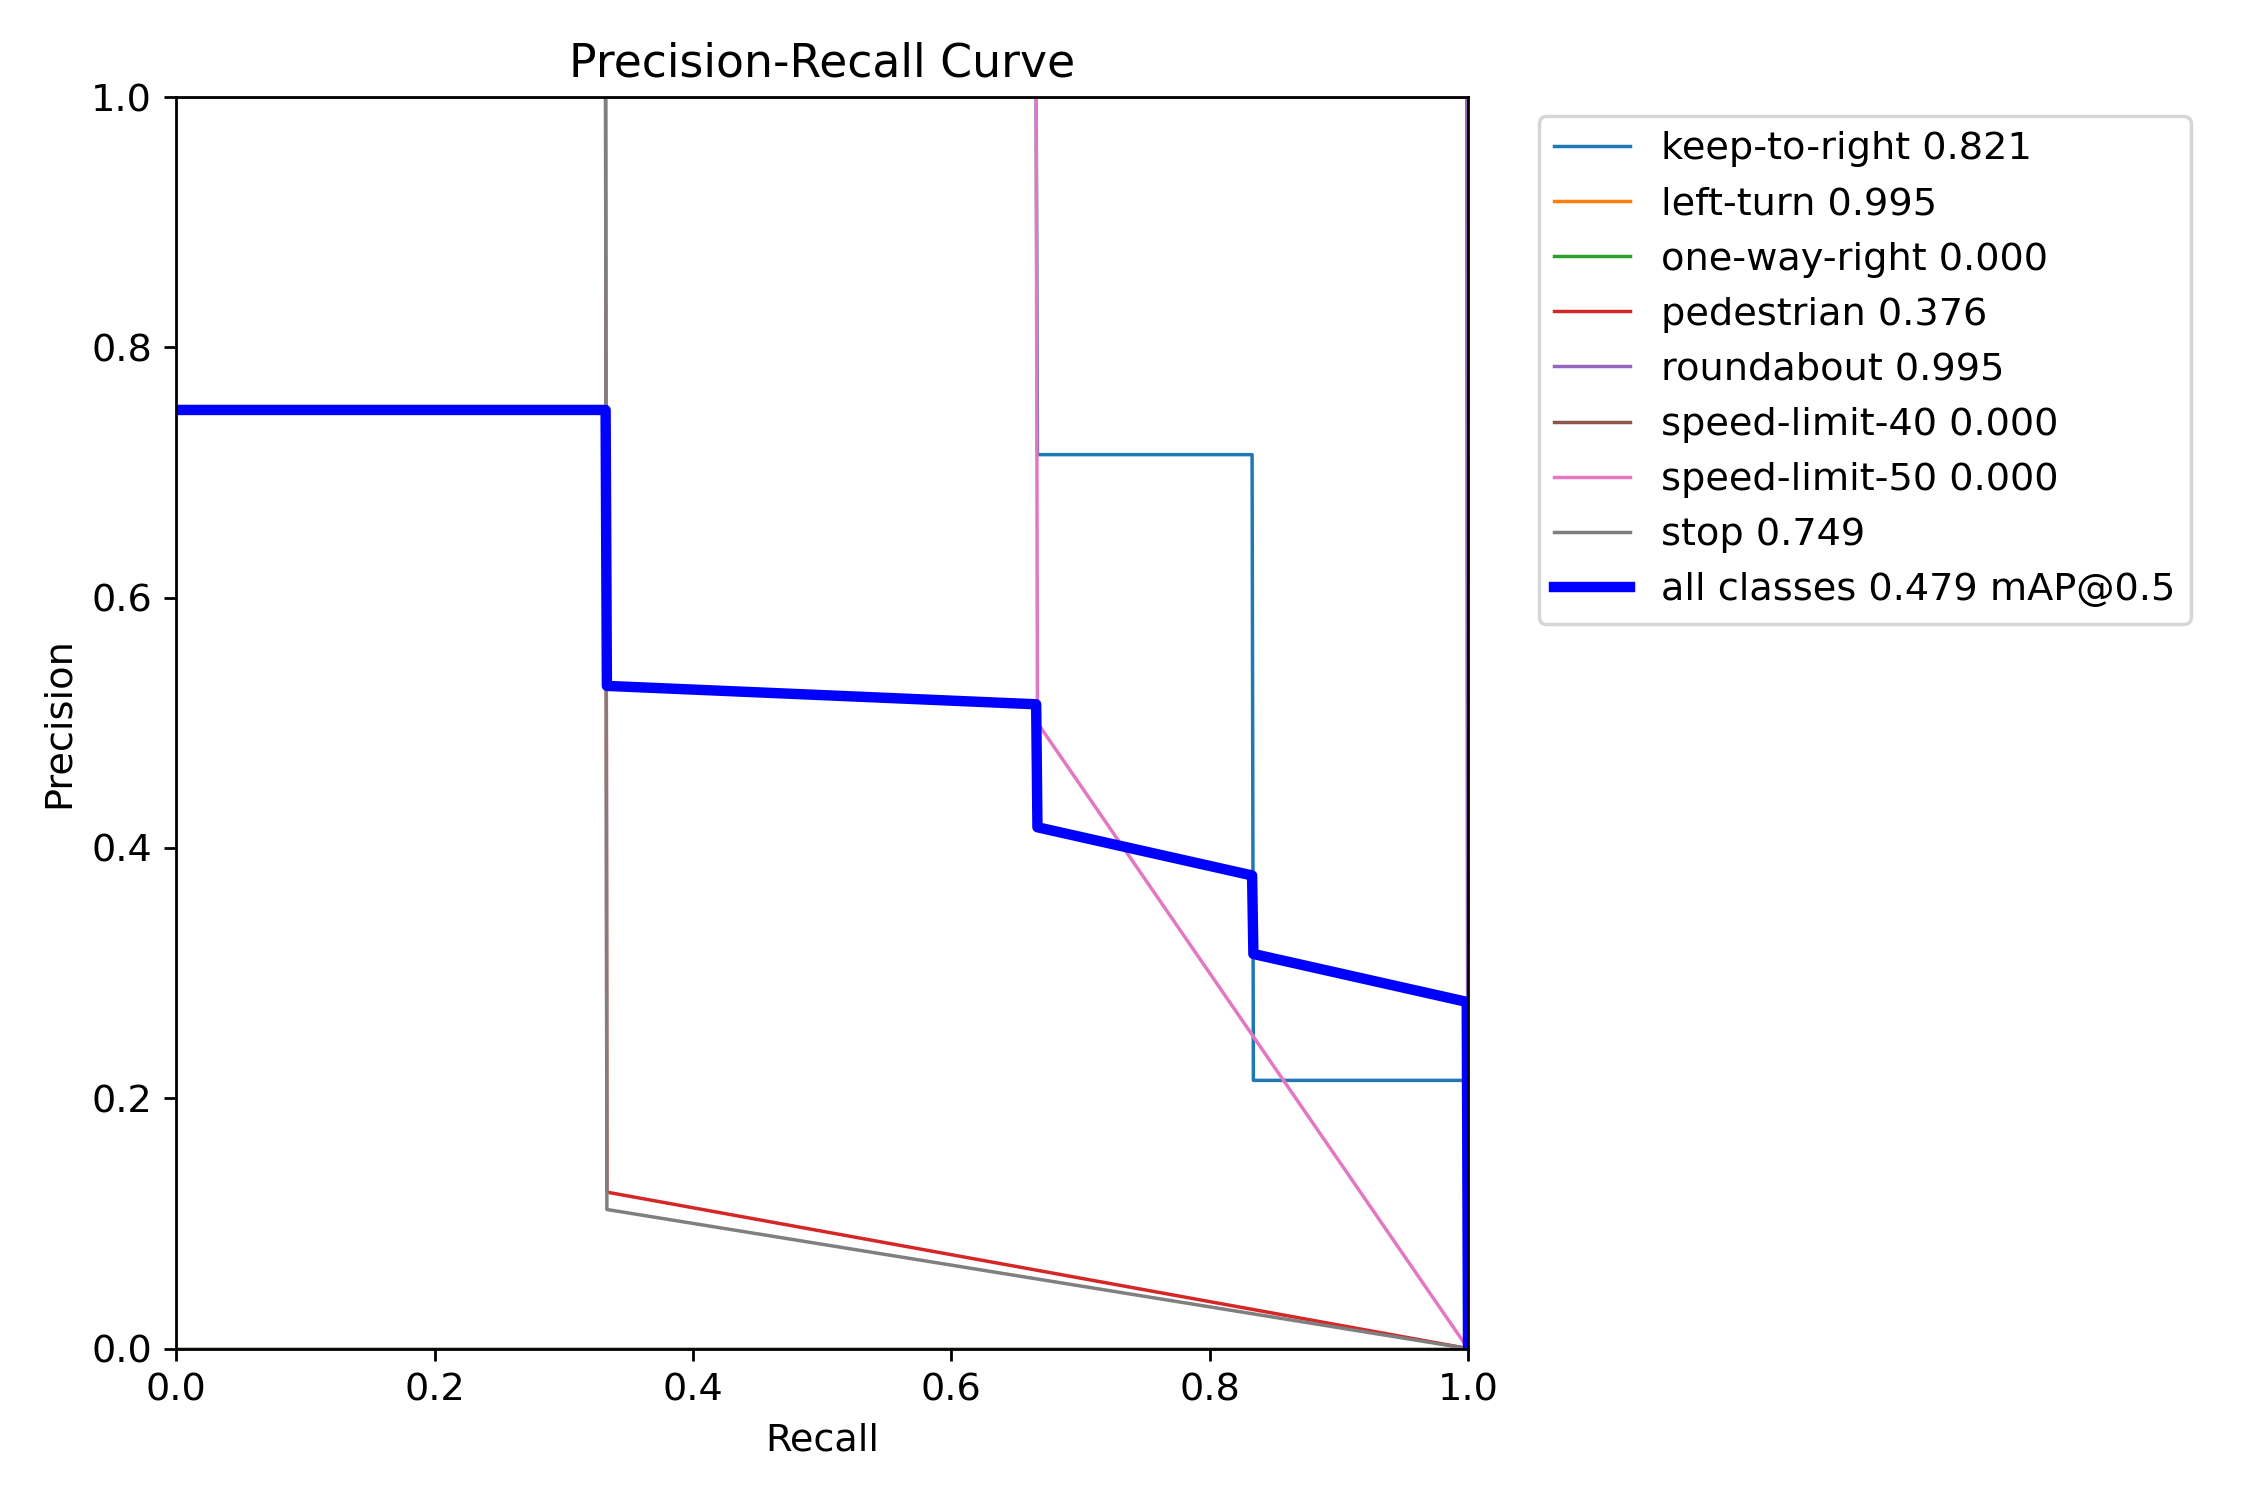 Precision-Recall Curve
1.0
0.8
0.6
0.4
0.2
0.0
Precision
0.0 0.2 0.4 0.6 0.8 1.0
Recall
keep-to-right 0.821
left-turn 0.995
one-way-right 0.000
pedestrian 0.376
roundabout 0.995
speed-limit-40 0.000
speed-limit-50 0.000
stop 0.749
all classes 0.479 mAP@0.5